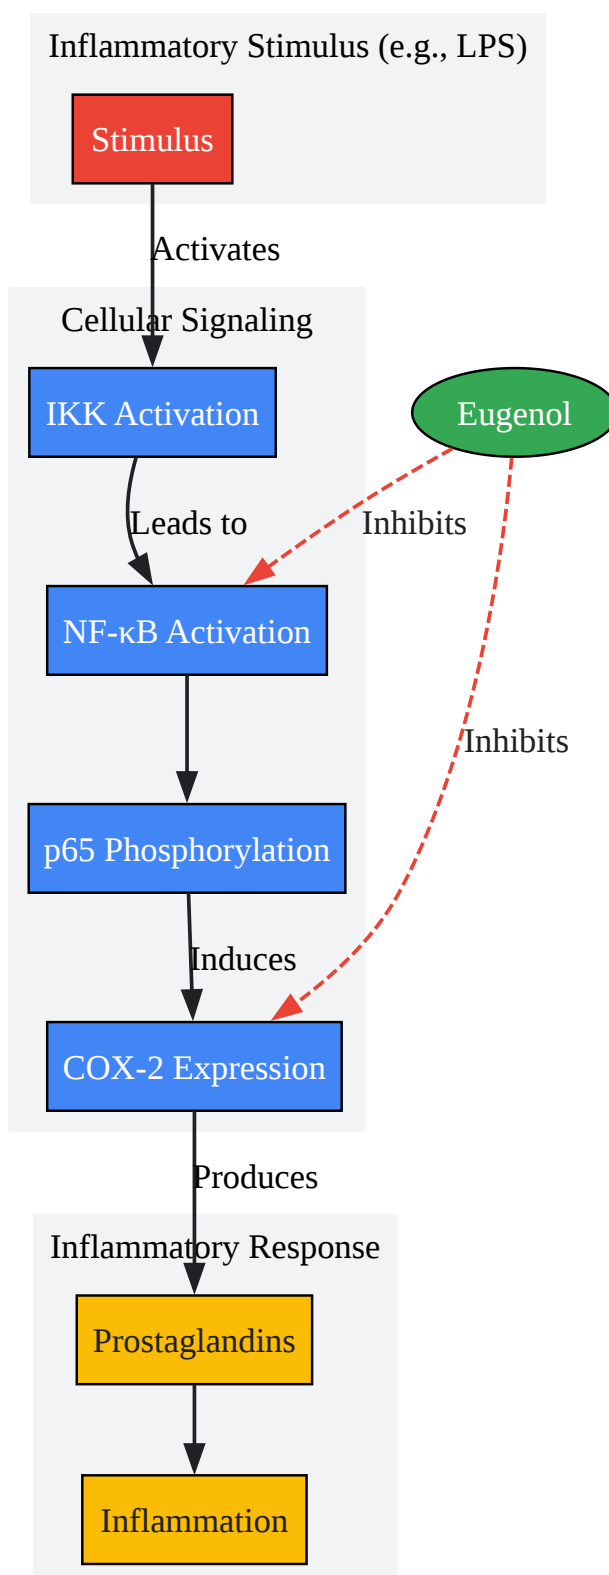 Inflammatory Stimulus (e.g., LPS)
Stimulus
Activates
Cellular Signaling
IKK Activation
Eugenol
Leads to
Inhibits
NF-κB Activation
Inhibits
p65 Phosphorylation
Induces
COX-2 Expression
Produces
Inflammatory Response
Prostaglandins
Inflammation